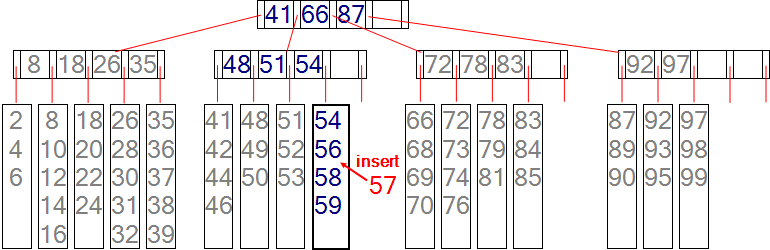 41 66 87
8 18 26 35 48 51 54 72 78 83 92 97
2 8 18 26 35 41 48 51 54 66 72 78 83 87 92 97
4 10 20 28 36 42 49 52 56 68 73 79 84 89 93 98
insert
6 12 22 30 37 44 50 53 58 57 69 74 81 85 90 95 99
14 24 31 38 46 59 70 76
16 32 39